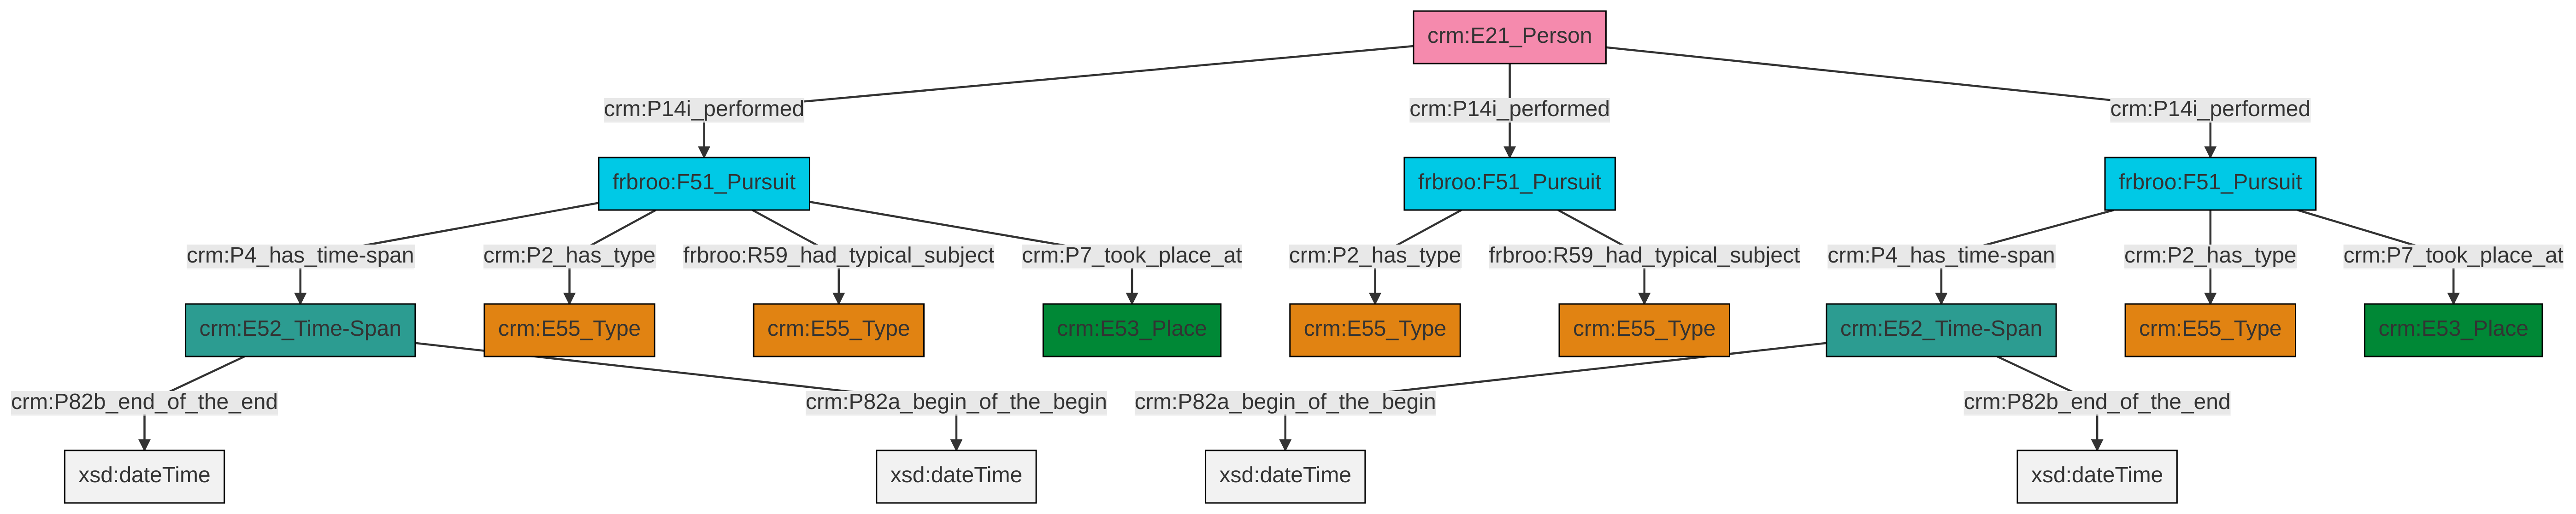 crm:E21_Person
crm:P14i_performed
crm:P14i_performed
crm:P14i_performed
frbroo:F51_Pursuit
frbroo:F51_Pursuit
frbroo:F51_Pursuit
crm:P4_has_time-span
crm:P2_has_type
frbroo:R59_had_typical_subject
crm:P7_took_place_at
crm:P2_has_type
frbroo:R59_had_typical_subject
crm:P4_has_time-span
crm:P2_has_type
crm:P7_took_place_at
crm:E52_Time-Span
crm:E55_Type
crm:E55_Type
crm:E53_Place
crm:E55_Type
crm:E55_Type
crm:E52_Time-Span
crm:E55_Type
crm:E53_Place
crm:P82b_end_of_the_end
crm:P82a_begin_of_the_begin
crm:P82a_begin_of_the_begin
crm:P82b_end_of_the_end
xsd:dateTime
xsd:dateTime
xsd:dateTime
xsd:dateTime